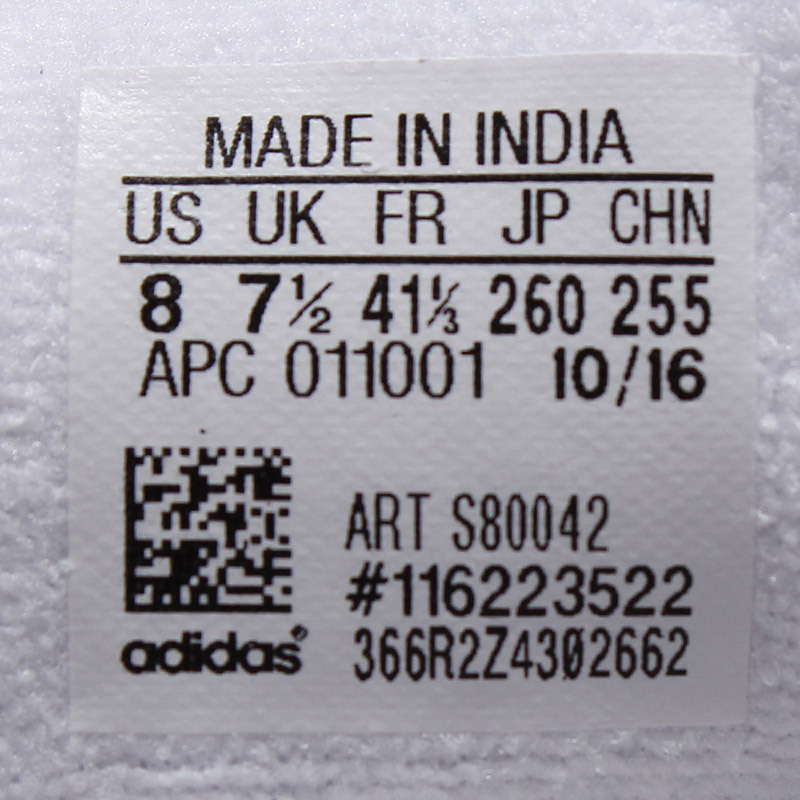 MADE IN INDIA
US UK FR JP CHN
8 7½ 41⅓ 260 255
APC 011001 10/16
ART S80042
#116223522
adidas® 366R2Z4302662